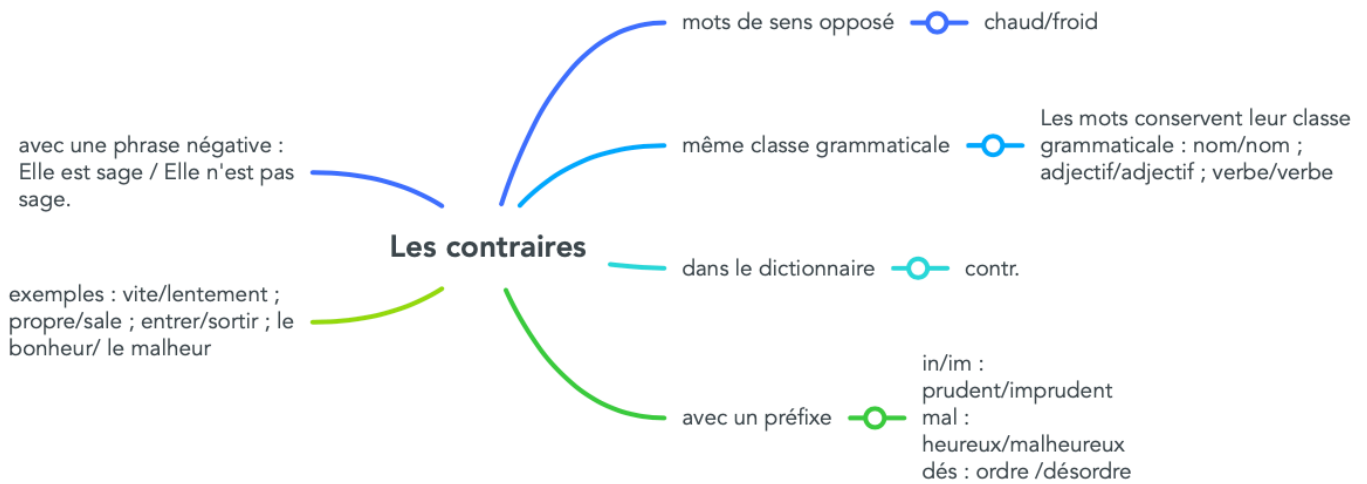 Les contraires
mots de sens opposé
chaud/froid
même classe grammaticale
Les mots conservent leur classe
grammaticale : nom/nom ;
adjectif/adjectif ; verbe/verbe
dans le dictionnaire
contr.
avec un préfixe
in/im :
prudent/imprudent
mal :
heureux/malheureux
dés : ordre /désordre
avec une phrase négative :
Elle est sage / Elle n'est pas
sage.
exemples : vite/lentement ;
propre/sale ; entrer/sortir ; le
bonheur/ le malheur